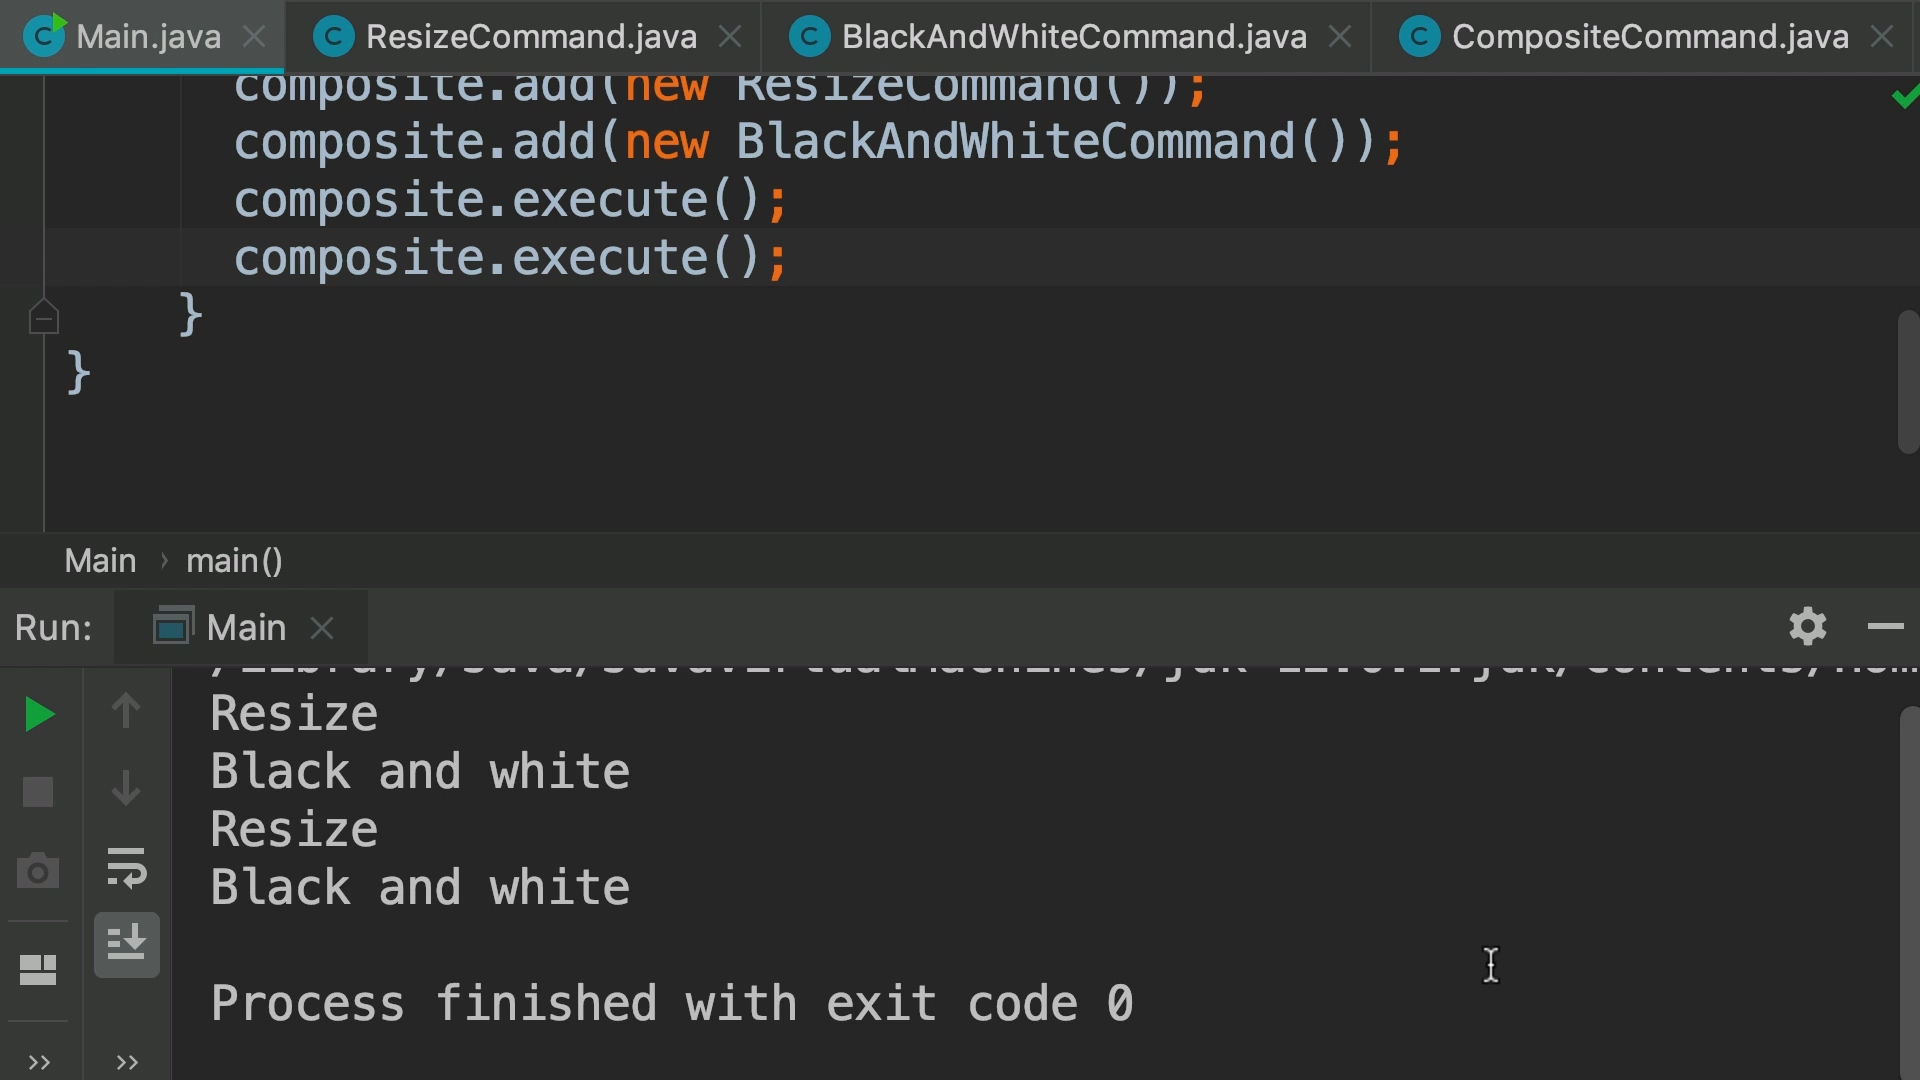 Main.java ResizeCommand.java BlackAndWhiteCommand.java CompositeCommand.java
composite.add(new ResizeCommand());
composite.add(new BlackAndWhiteCommand());
composite.execute();
composite.execute();
}
}
Main › main()
Run: Main
Resize
Black and white
Resize
Black and white
Process finished with exit code 0